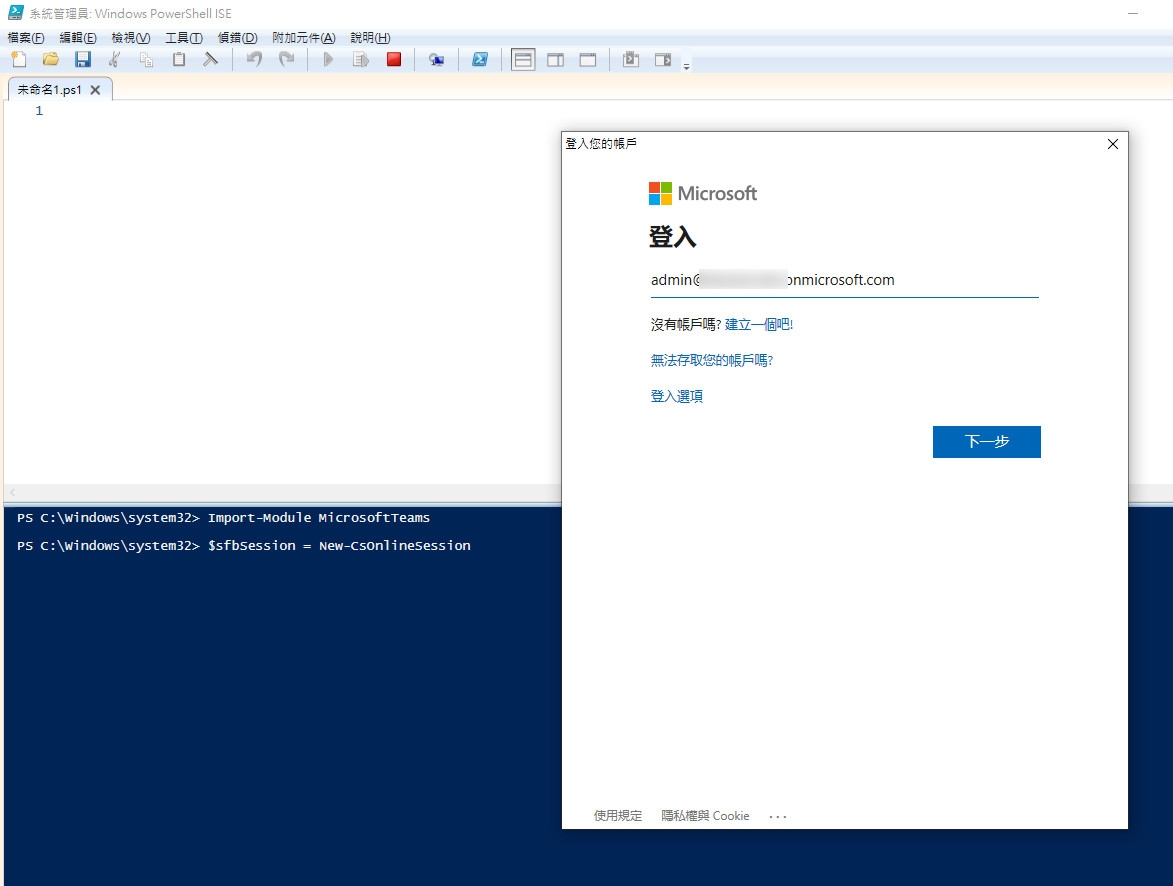 系統管理員: Windows PowerShell ISE
檔案(F) 編輯(E) 檢視(V) 工具(T) 偵錯(D) 附加元件(A) 說明(H)
未命名1.ps1
1
登入您的帳戶
Microsoft
登入
admin@ onmicrosoft.com
沒有帳戶嗎? 建立一個吧!
無法存取您的帳戶嗎?
登入選項
下一步
PS C:\Windows\system32> Import-Module MicrosoftTeams
PS C:\Windows\system32> $sfbSession = New-CsOnlineSession
使用規定 隱私權與 Cookie ...